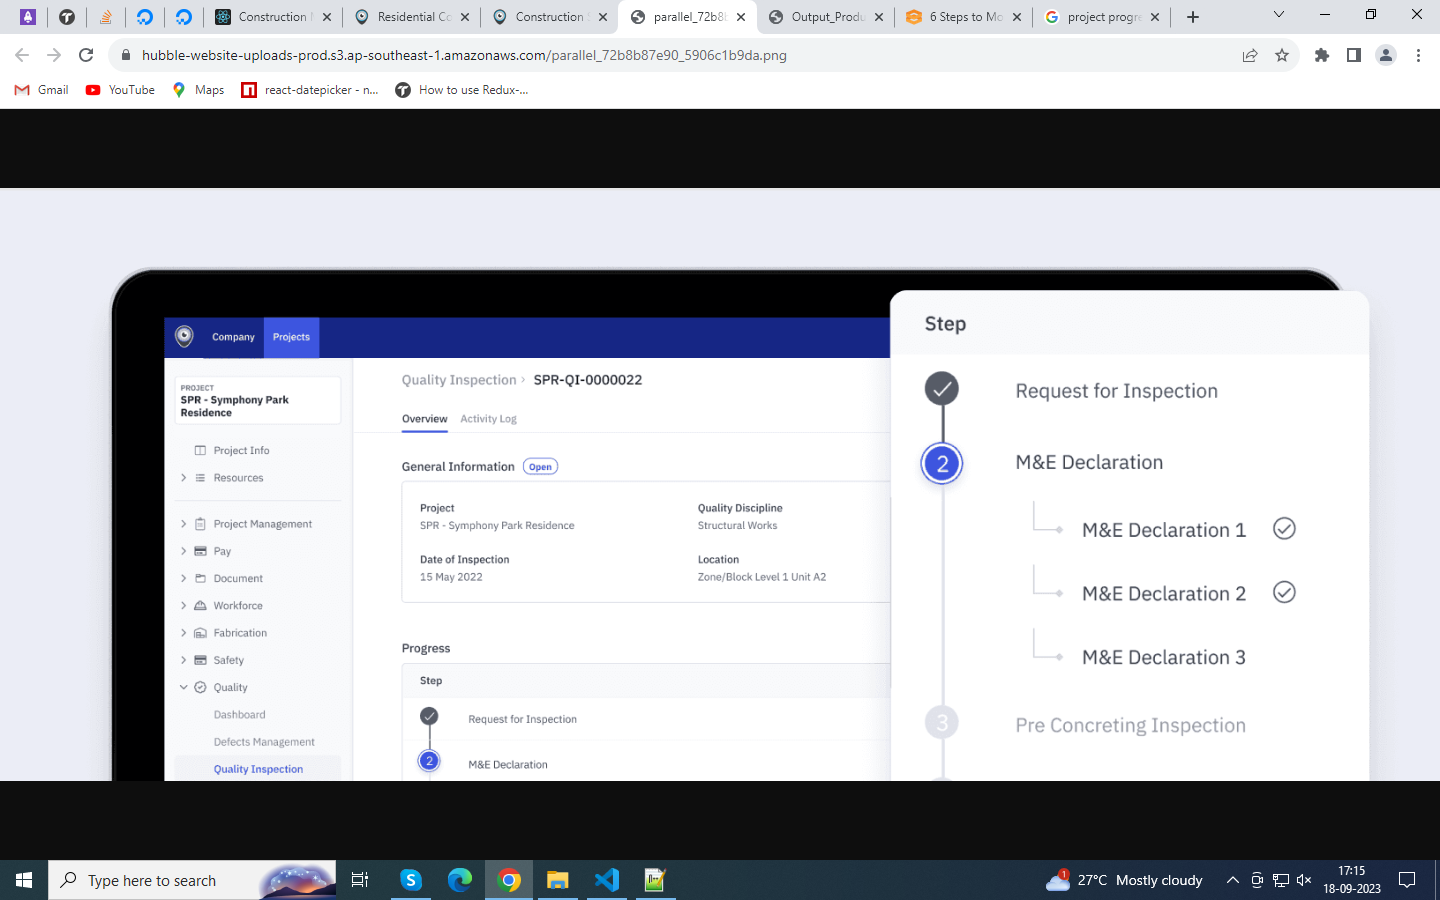 Construction
Residential Co
Construction S
parallel_72b8b
Output_Produ
6 Steps to Mo
project progre
hubble-website-uploads-prod.s3.ap-southeast-1.amazonaws.com/parallel_72b8b87e90_5906c1b9da.png
Gmail
YouTube
Maps
react-datepicker - n...
How to use Redux-...
Company
Projects
PROJECT
SPR - Symphony Park
Residence
Project Info
Resources
Project Management
Pay
Document
Workforce
Fabrication
Safety
Quality
Dashboard
Defects Management
Quality Inspection
Quality Inspection › SPR-QI-0000022
Overview
Activity Log
General Information
Open
Project
SPR - Symphony Park Residence
Quality Discipline
Structural Works
Date of Inspection
15 May 2022
Location
Zone/Block Level 1 Unit A2
Progress
Step
Request for Inspection
2
M&E Declaration
Step
Request for Inspection
2
M&E Declaration
M&E Declaration 1
M&E Declaration 2
M&E Declaration 3
3
Pre Concreting Inspection
Type here to search
1
27°C Mostly cloudy
17:15
18-09-2023